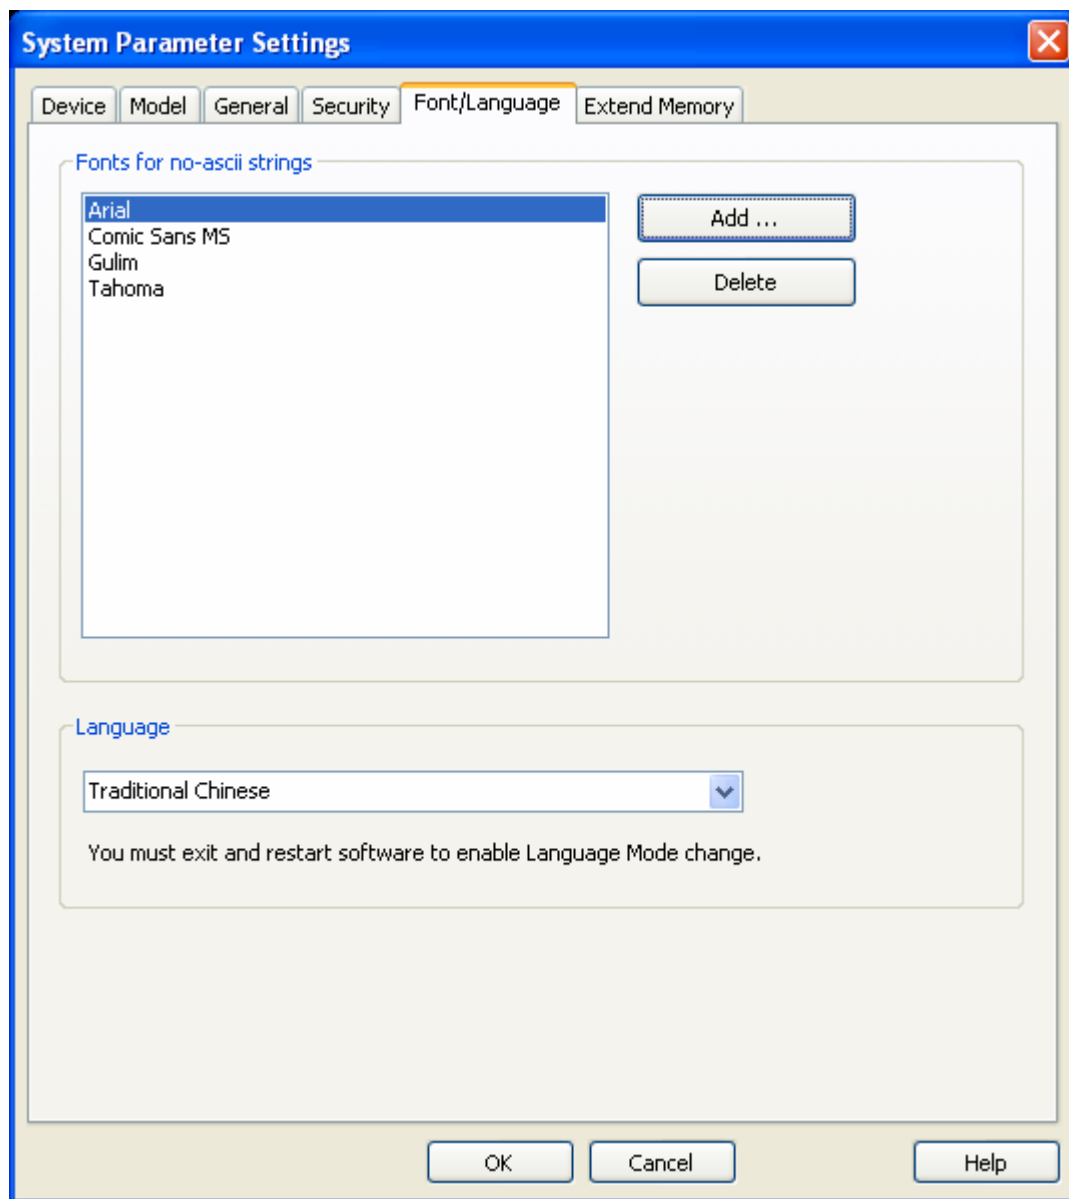 System Parameter Settings
Device Model General Security Font/Language Extend Memory
Fonts for no-ascii strings
Arial
Comic Sans MS
Gulim
Tahoma
Add ...
Delete
Language
Traditional Chinese
You must exit and restart software to enable Language Mode change.
OK Cancel Help